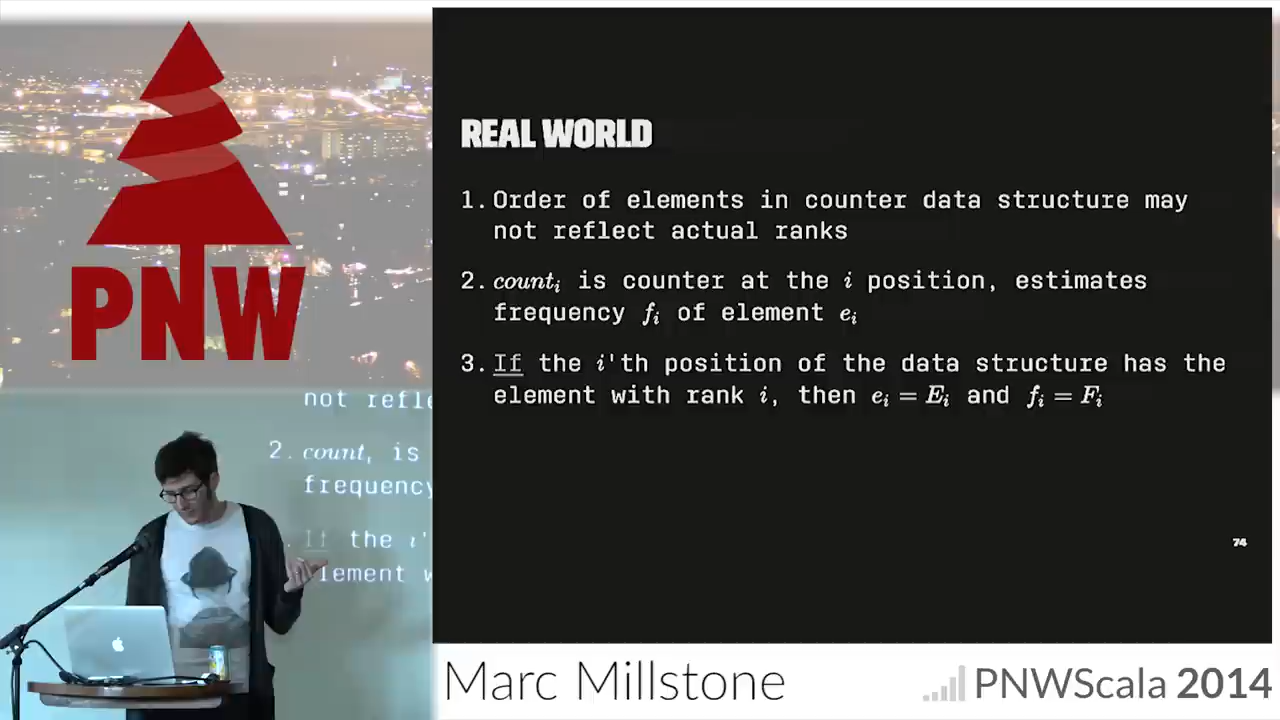 PNW
REAL WORLD
1. Order of elements in counter data structure may
not reflect actual ranks
2. countᵢ is counter at the i position, estimates
frequency fᵢ of element eᵢ
3. If the i'th position of the data structure has the
element with rank i, then eᵢ = Eᵢ and fᵢ = Fᵢ
74
not refle
2. count, is
frequency
If the i'
lement w
Marc Millstone
PNWScala 2014